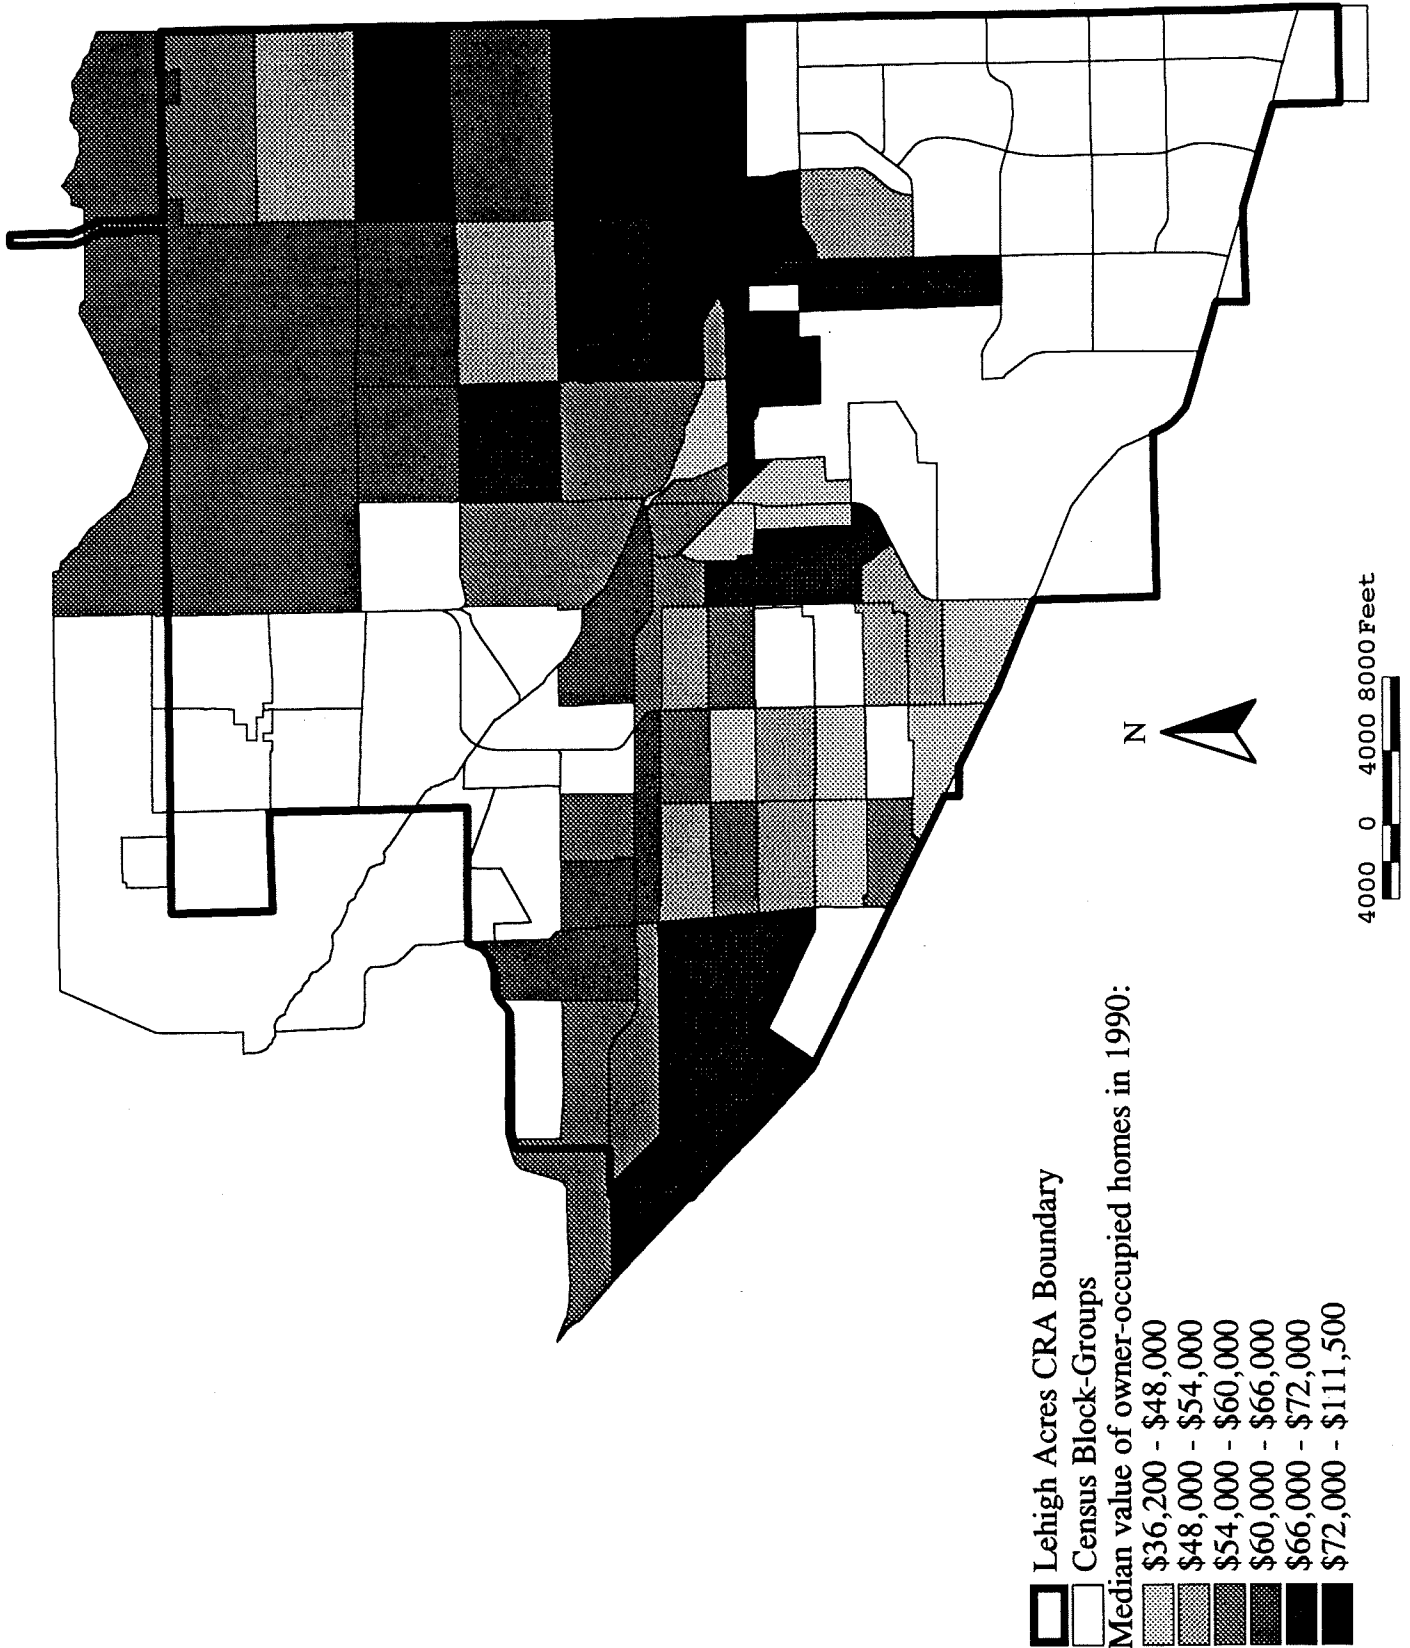 N
4000 0 4000 8000 Feet
Lehigh Acres CRA Boundary
Census Block-Groups
Median value of owner-occupied homes in 1990:
$36,200 - $48,000
$48,000 - $54,000
$54,000 - $60,000
$60,000 - $66,000
$66,000 - $72,000
$72,000 - $111,500